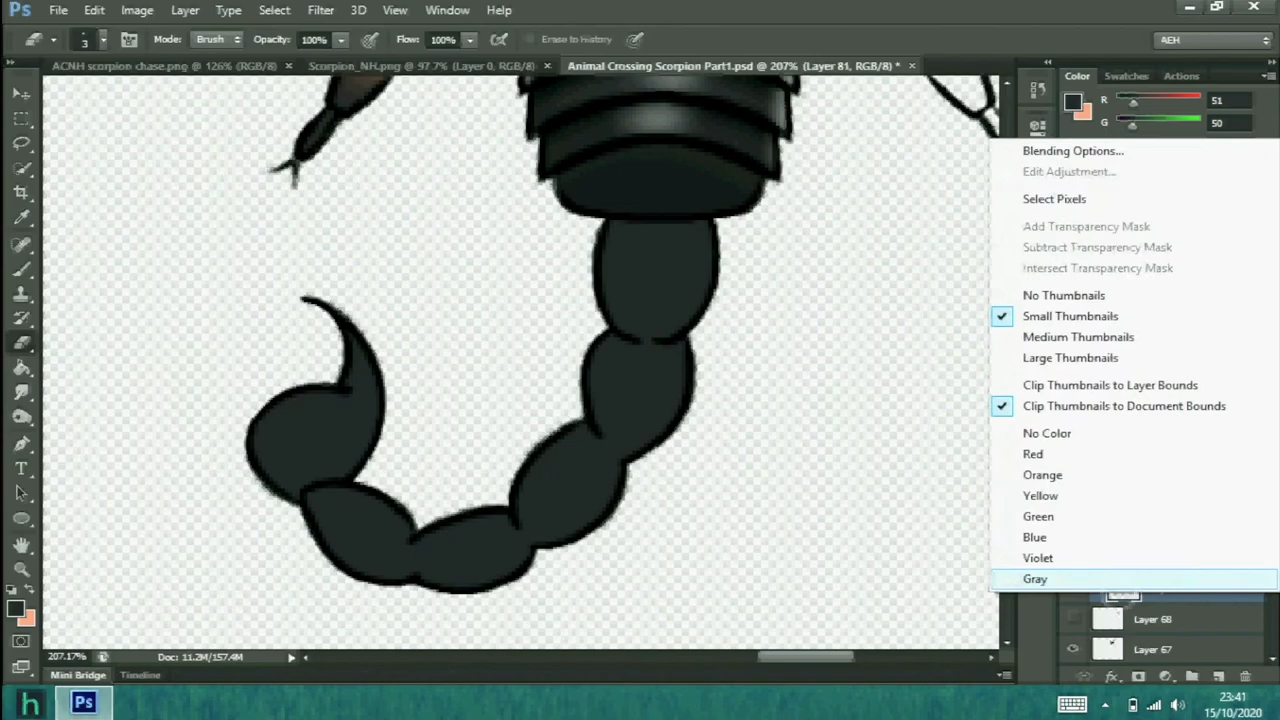 Ps File Edit Image Layer Type Select Filter 3D View Window Help
3 Mode: Brush Opacity: 100% Flow: 100% Erase to History AEH
ACNH scorpion chase.png @ 126% (RGB/8) Scorpion_NH.png @ 97.7% (Layer 0, RGB/8) Animal Crossing Scorpion Part1.psd @ 207% (Layer 81, RGB/8) *
Color Swatches Actions
R 51
G 50
Blending Options...
Edit Adjustment...
Select Pixels
Add Transparency Mask
Subtract Transparency Mask
Intersect Transparency Mask
No Thumbnails
Small Thumbnails
Medium Thumbnails
Large Thumbnails
Clip Thumbnails to Layer Bounds
Clip Thumbnails to Document Bounds
No Color
Red
Orange
Yellow
Green
Blue
Violet
Gray
Layer 68
Layer 67
207.17% Doc: 11.2M/157.4M
Mini Bridge Timeline
h Ps
23:41
15/10/2020